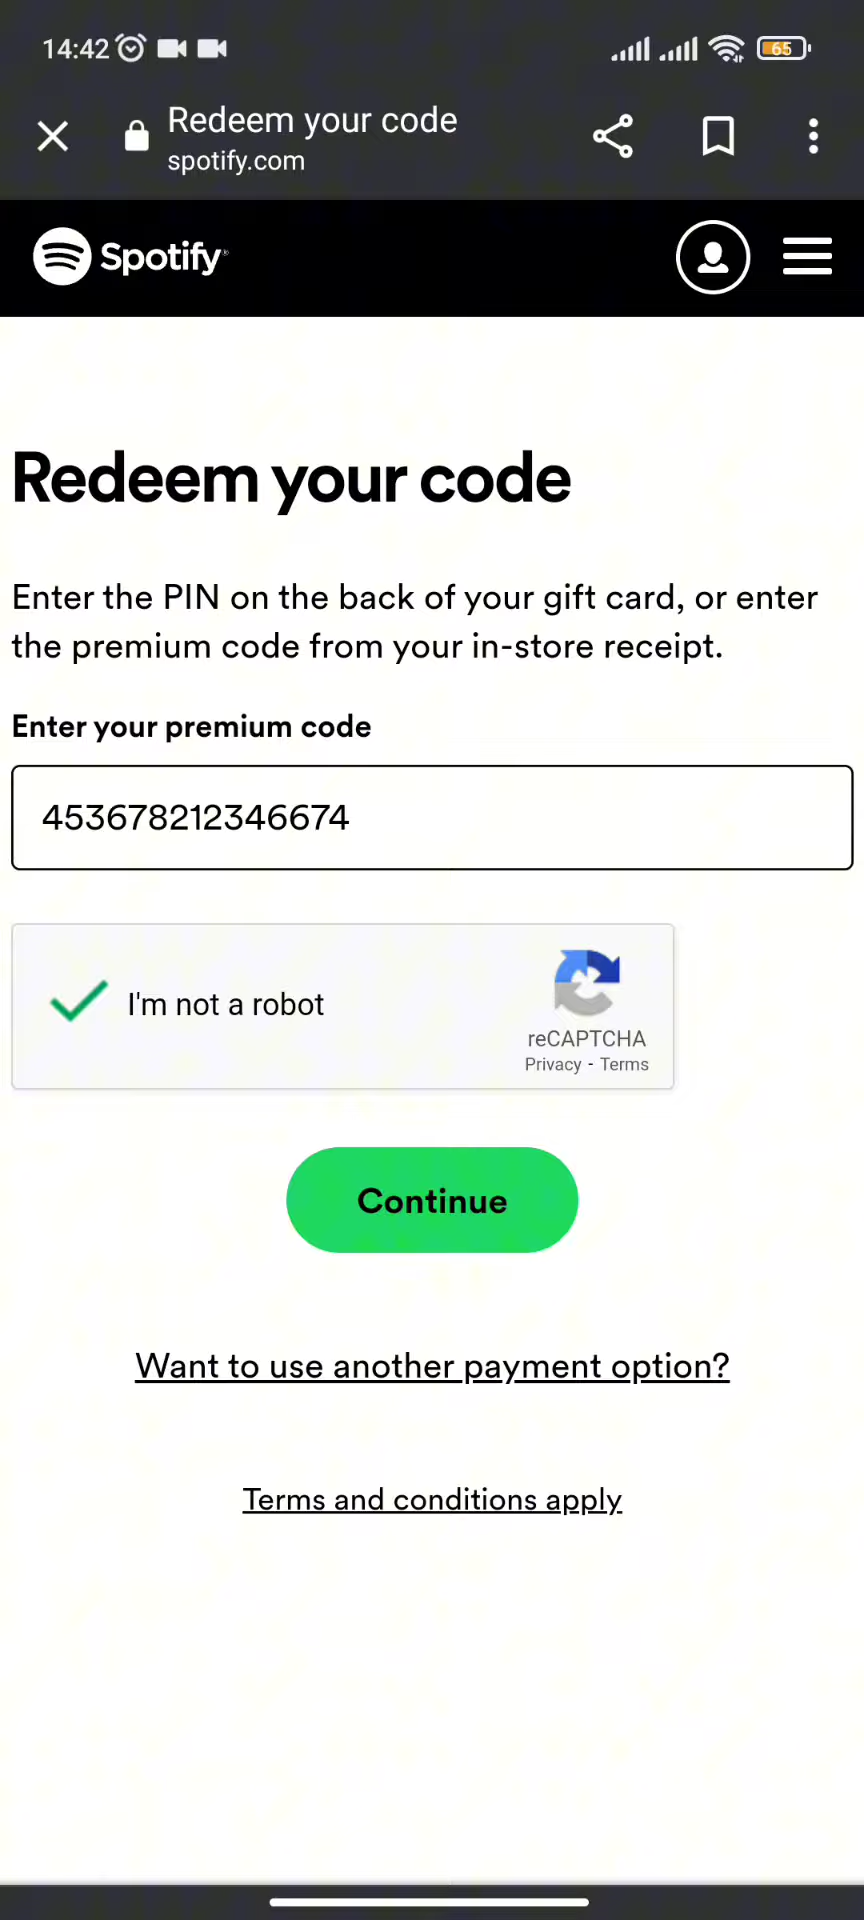 14:42
65
Redeem your code
spotify.com
Spotify
Redeem your code
Enter the PIN on the back of your gift card, or enter
the premium code from your in-store receipt.
Enter your premium code
453678212346674
I'm not a robot
reCAPTCHA
Privacy - Terms
Continue
Want to use another payment option?
Terms and conditions apply